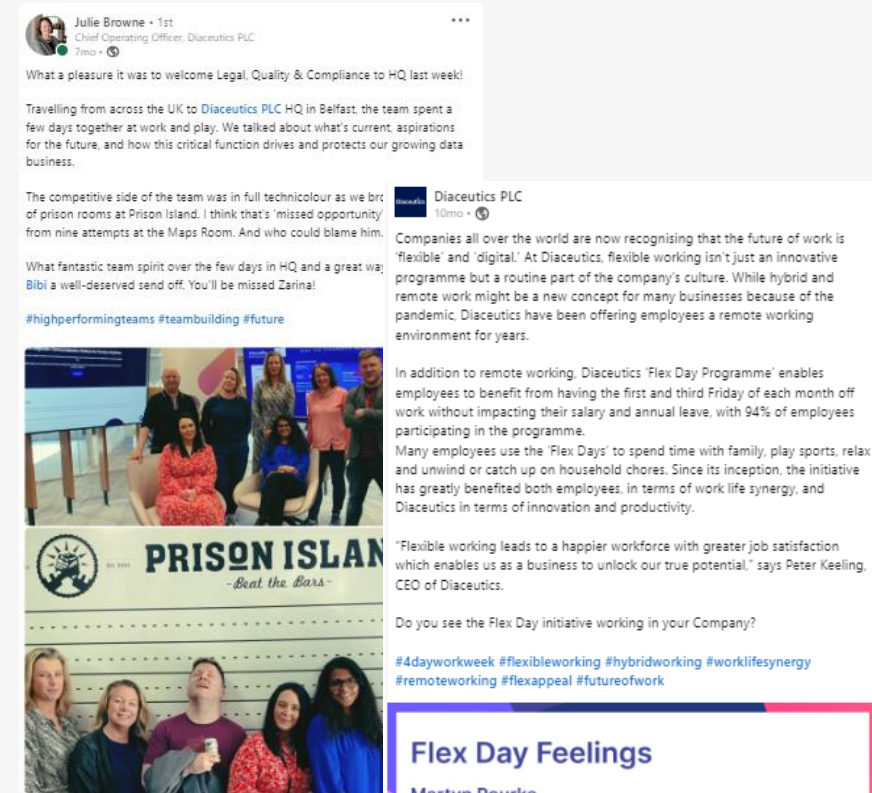 Julie Browne • 1st
Chief Operating Officer, Diaceutics PLC
7mo •
What a pleasure it was to welcome Legal, Quality & Compliance to HQ last week!
Travelling from across the UK to Diaceutics PLC HQ in Belfast, the team spent a
few days together at work and play. We talked about what's current, aspirations
for the future, and how this critical function drives and protects our growing data
business.
The competitive side of the team was in full technicolour as we
of prison rooms at Prison Island. I think that's 'missed opportunity'
from nine attempts at the Maps Room. And who could blame him.
What fantastic team spirit over the few days in HQ and a great
Bibi a well-deserved send off. You'll be missed Zarina!
#highperformingteams #teambuilding #future
PRISON ISLAN
-Beat the Bars-
Diaceutics
Diaceutics PLC
10mo •
Companies all over the world are now recognising that the future of work is
'flexible' and 'digital.' At Diaceutics, flexible working isn't just an innovative
programme but a routine part of the company's culture. While hybrid and
remote work might be a new concept for many businesses because of the
pandemic, Diaceutics have been offering employees a remote working
environment for years.
In addition to remote working, Diaceutics 'Flex Day Programme' enables
employees to benefit from having the first and third Friday of each month off
work without impacting their salary and annual leave, with 94% of employees
participating in the programme.
Many employees use the 'Flex Days' to spend time with family, play sports, relax
and unwind or catch up on household chores. Since its inception, the initiative
has greatly benefited both employees, in terms of work life synergy, and
Diaceutics in terms of innovation and productivity.
"Flexible working leads to a happier workforce with greater job satisfaction
which enables us as a business to unlock our true potential," says Peter Keeling,
CEO of Diaceutics.
Do you see the Flex Day initiative working in your Company?
#4dayworkweek #flexibleworking #hybridworking #worklifesynergy
#remoteworking #flexappeal #futureofwork
Flex Day Feelings